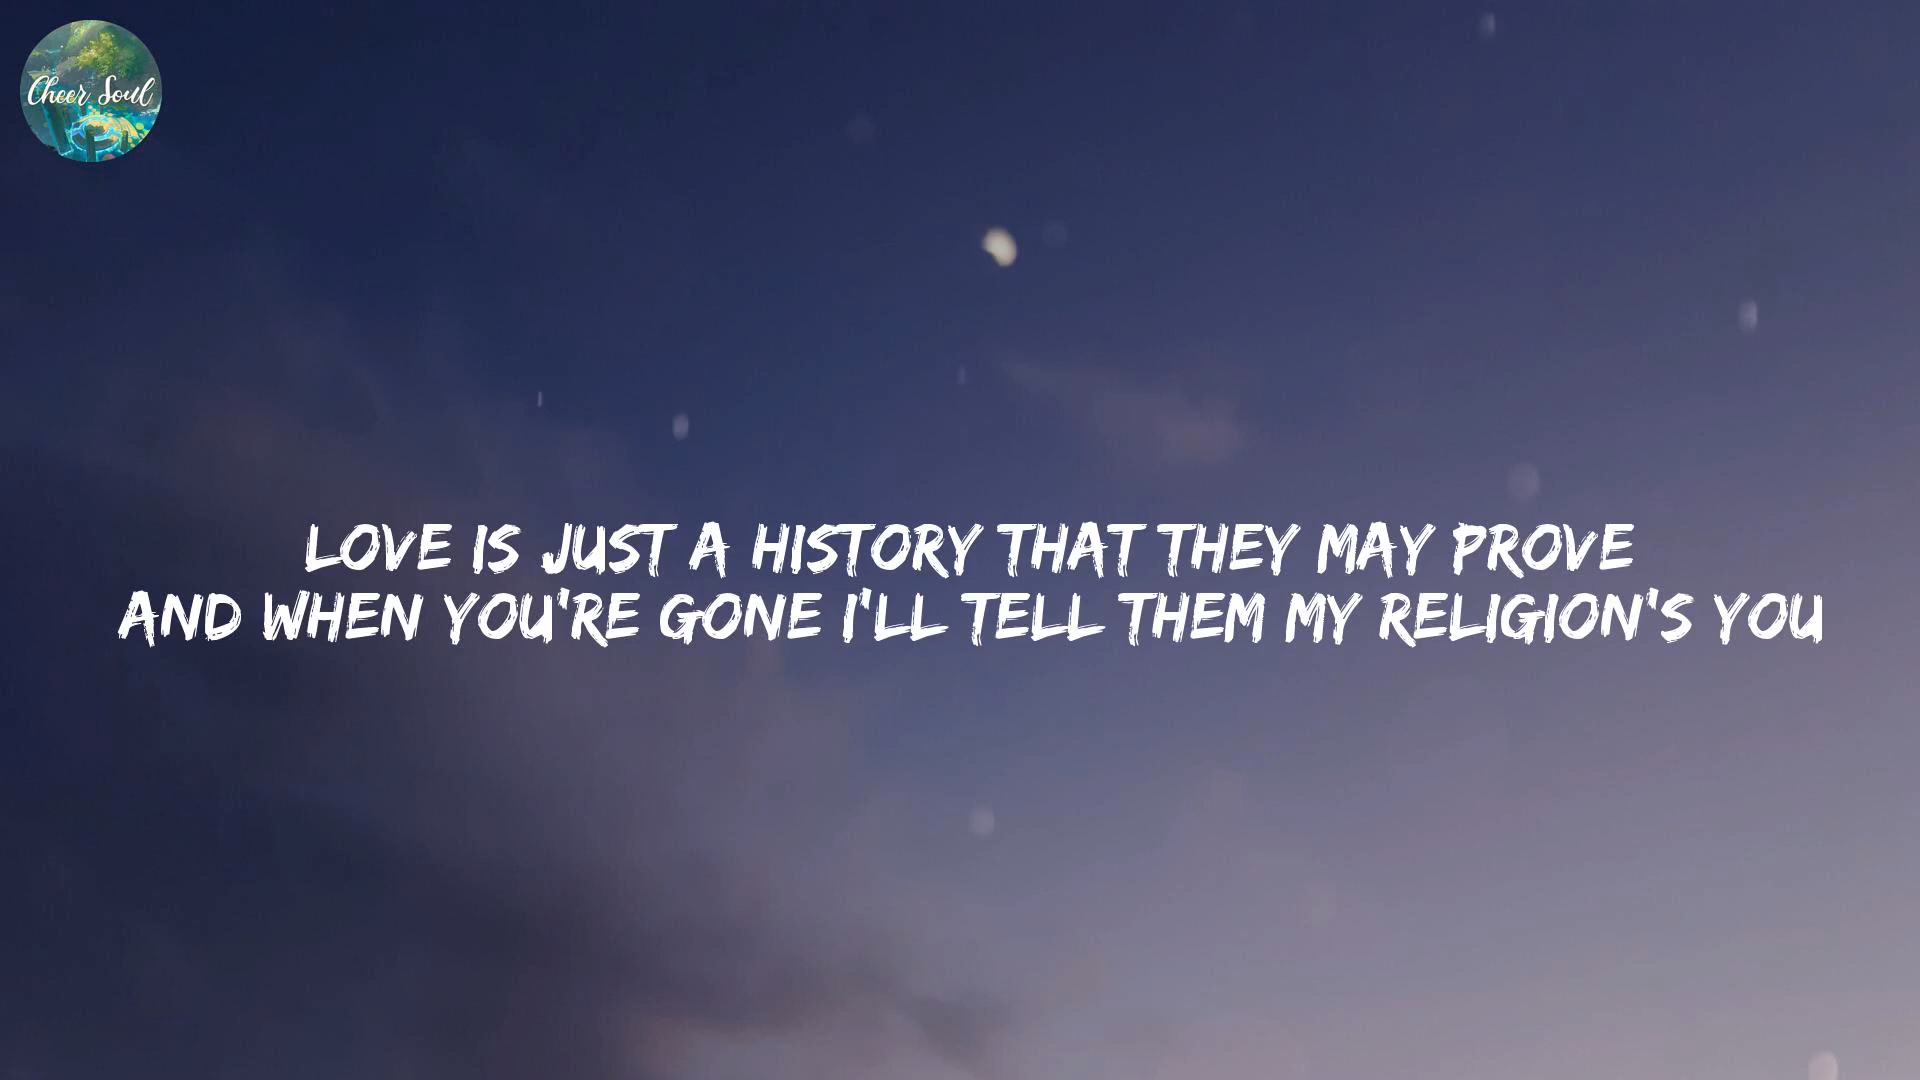 Cheer Soul
LOVE IS JUST A HISTORY THAT THEY MAY PROVE
AND WHEN YOU'RE GONE I'LL TELL THEM MY RELIGION'S YOU